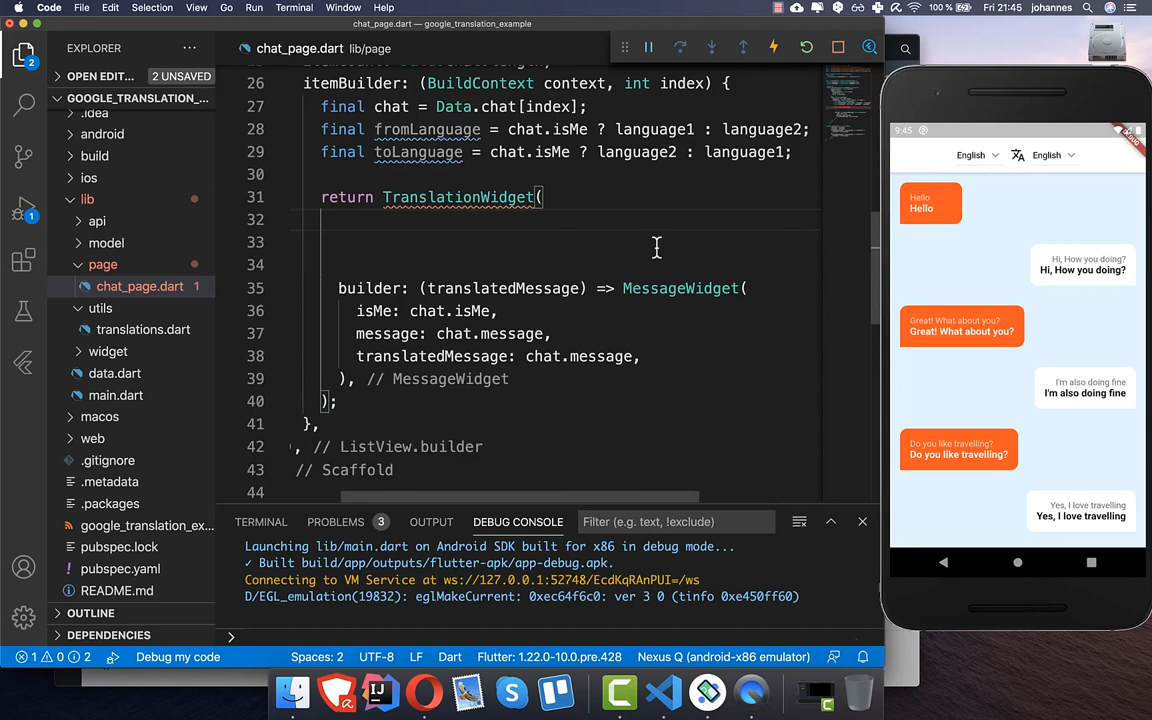 Code File Edit Selection View Go Run Terminal Window Help 100 % Fri 21:45 johannes
chat_page.dart — google_translation_example
EXPLORER
chat_page.dart lib/page
OPEN EDIT... 2 UNSAVED
GOOGLE_TRANSLATION_...
.idea
android
build
ios
lib
api
model
page
chat_page.dart 1
utils
translations.dart
widget
data.dart
main.dart
macos
web
.gitignore
.metadata
.packages
google_translation_ex...
pubspec.lock
pubspec.yaml
README.md
OUTLINE
DEPENDENCIES
2
1
26 itemBuilder: (BuildContext context, int index) {
27 final chat = Data.chat[index];
28 final fromLanguage = chat.isMe ? language1 : language2;
29 final toLanguage = chat.isMe ? language2 : language1;
30
31 return TranslationWidget(
32
33
34
35 builder: (translatedMessage) => MessageWidget(
36 isMe: chat.isMe,
37 message: chat.message,
38 translatedMessage: chat.message,
39 ), // MessageWidget
40 );
41 },
42 ), // ListView.builder
43 // Scaffold
44
TERMINAL PROBLEMS 3 OUTPUT DEBUG CONSOLE Filter (e.g. text, !exclude)
Launching lib/main.dart on Android SDK built for x86 in debug mode...
✓ Built build/app/outputs/flutter-apk/app-debug.apk.
Connecting to VM Service at ws://127.0.0.1:52748/EcdKqRAnPUI=/ws
D/EGL_emulation(19832): eglMakeCurrent: 0xec64f6c0: ver 3 0 (tinfo 0xe450ff60)
1 0 2 Debug my code Spaces: 2 UTF-8 LF Dart Flutter: 1.22.0-10.0.pre.428 Nexus Q (android-x86 emulator)
9:45
DEBUG
English English
Hello
Hello
Hi, How you doing?
Hi, How you doing?
Great! What about you?
Great! What about you?
I'm also doing fine
I'm also doing fine
Do you like travelling?
Do you like travelling?
Yes, I love travelling
Yes, I love travelling